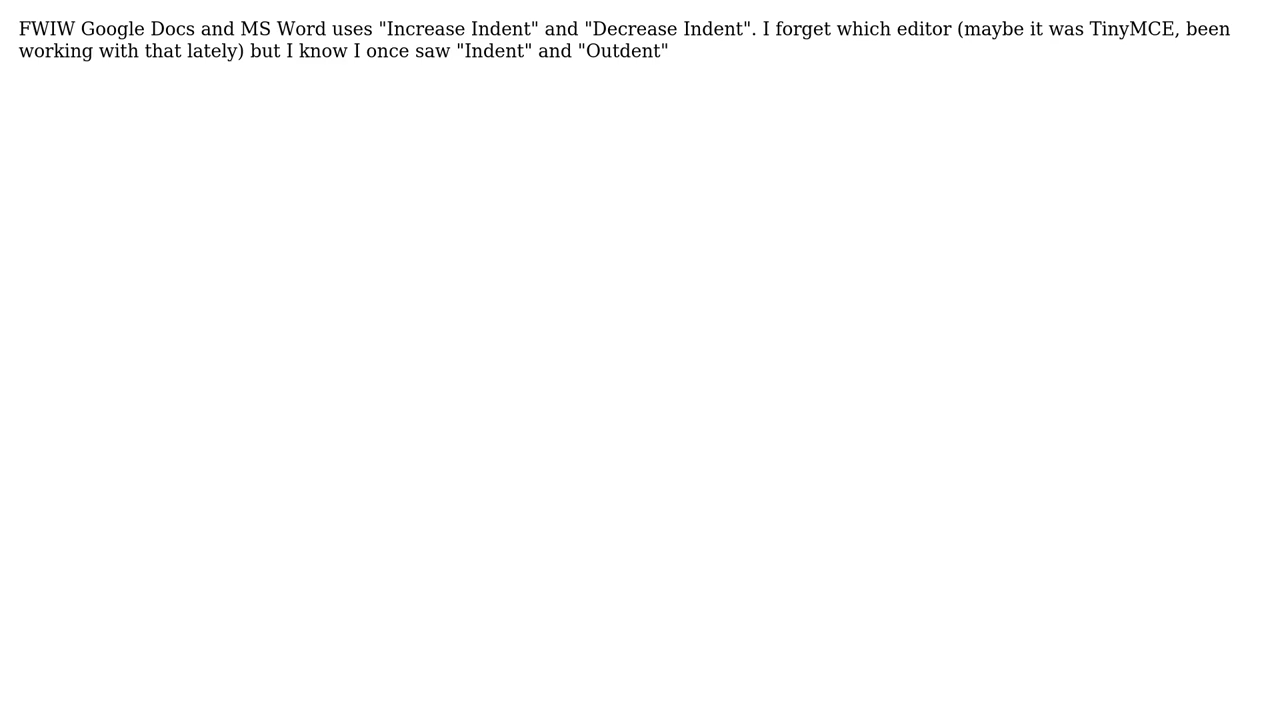 FWIW Google Docs and MS Word uses "Increase Indent" and "Decrease Indent". I forget which editor (maybe it was TinyMCE, been
working with that lately) but I know I once saw "Indent" and "Outdent"